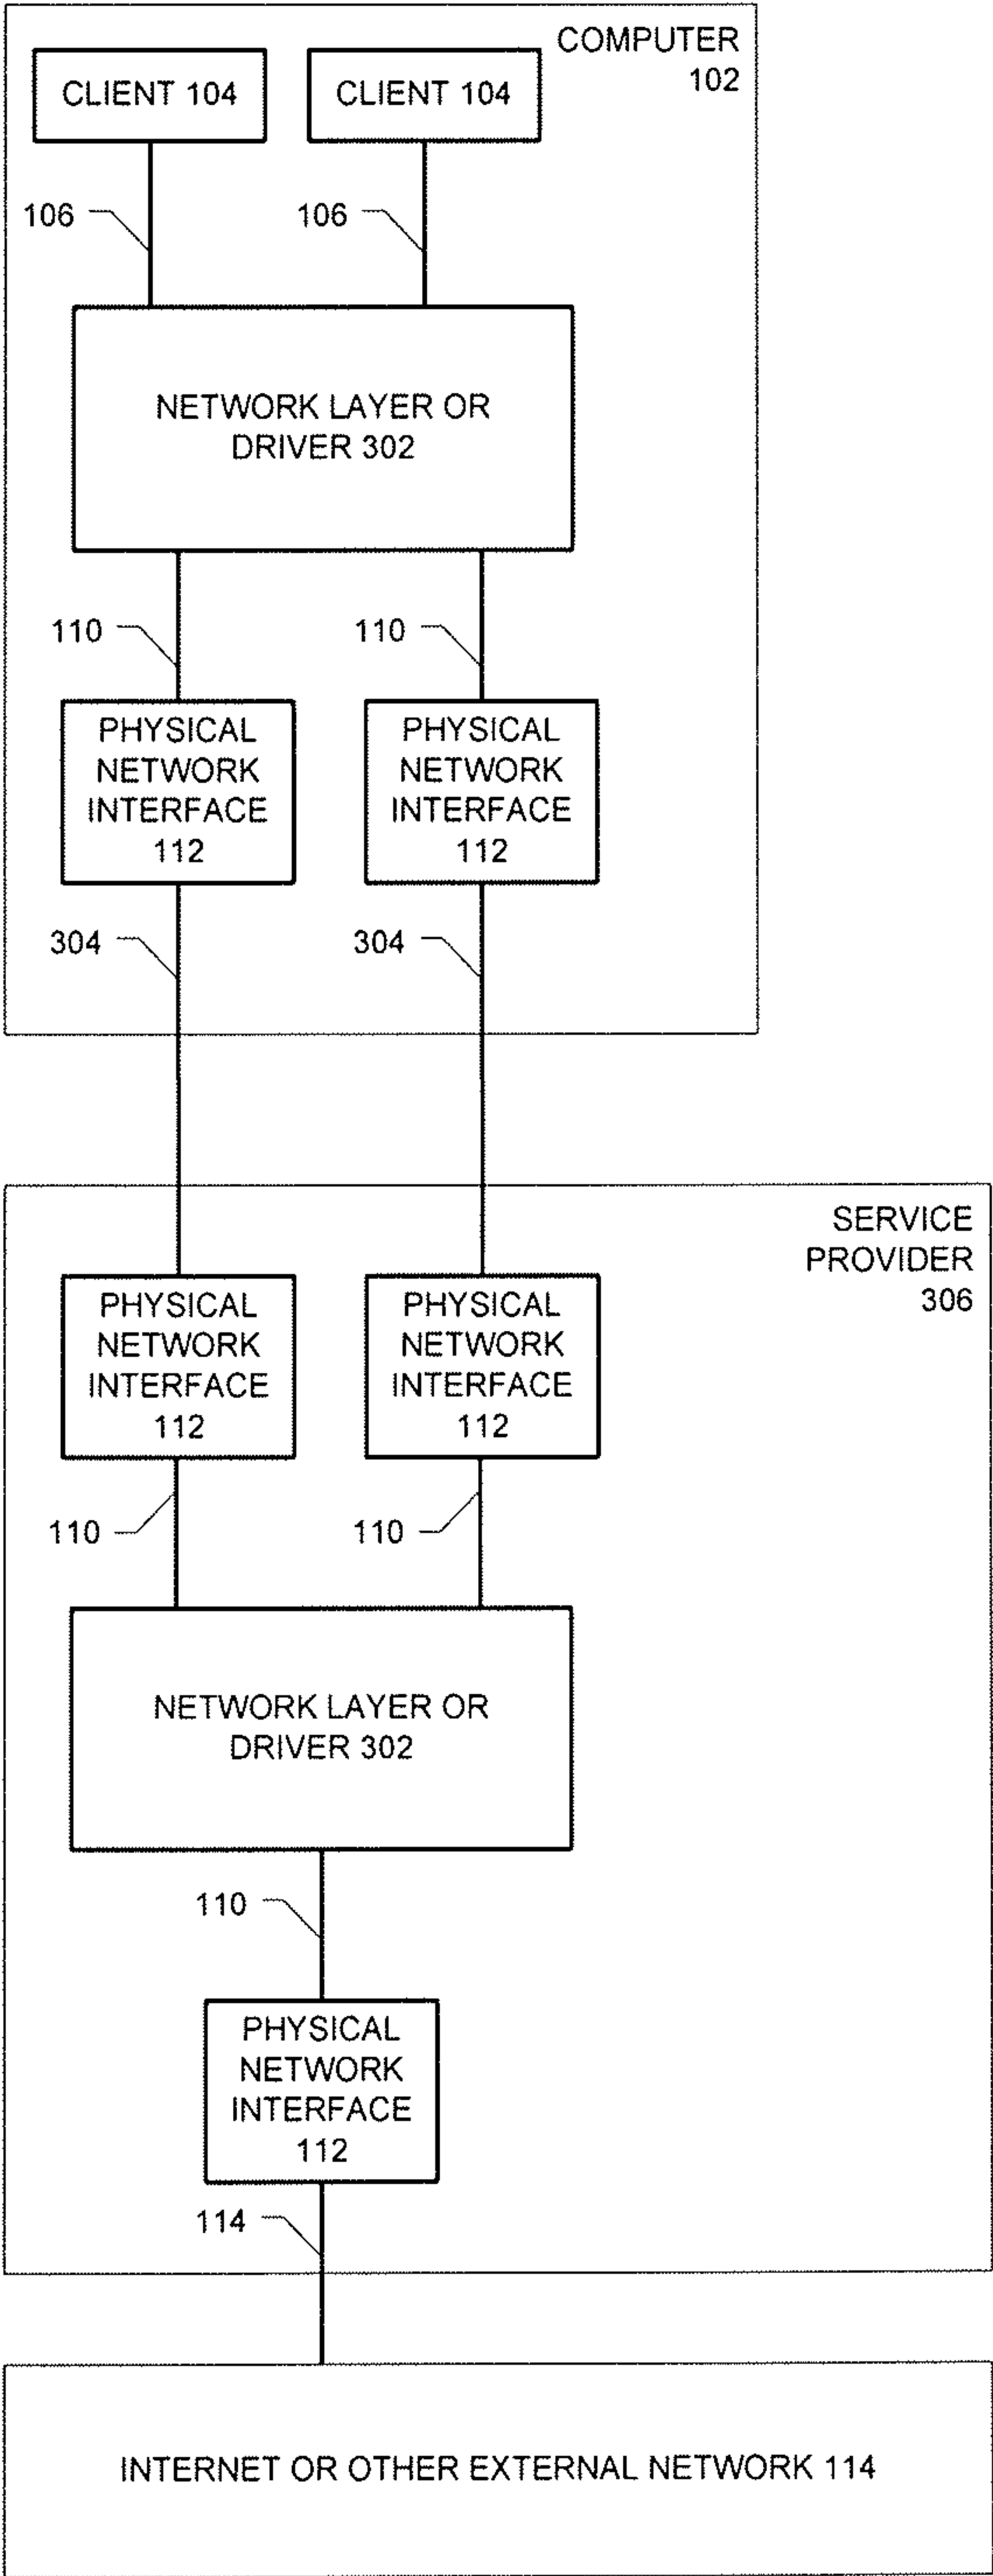 COMPUTER
102
CLIENT 104
CLIENT 104
106
106
NETWORK LAYER OR
DRIVER 302
110
110
PHYSICAL
NETWORK
INTERFACE
112
PHYSICAL
NETWORK
INTERFACE
112
304
304
SERVICE
PROVIDER
306
PHYSICAL
NETWORK
INTERFACE
112
PHYSICAL
NETWORK
INTERFACE
112
110
110
NETWORK LAYER OR
DRIVER 302
110
PHYSICAL
NETWORK
INTERFACE
112
114
INTERNET OR OTHER EXTERNAL NETWORK 114